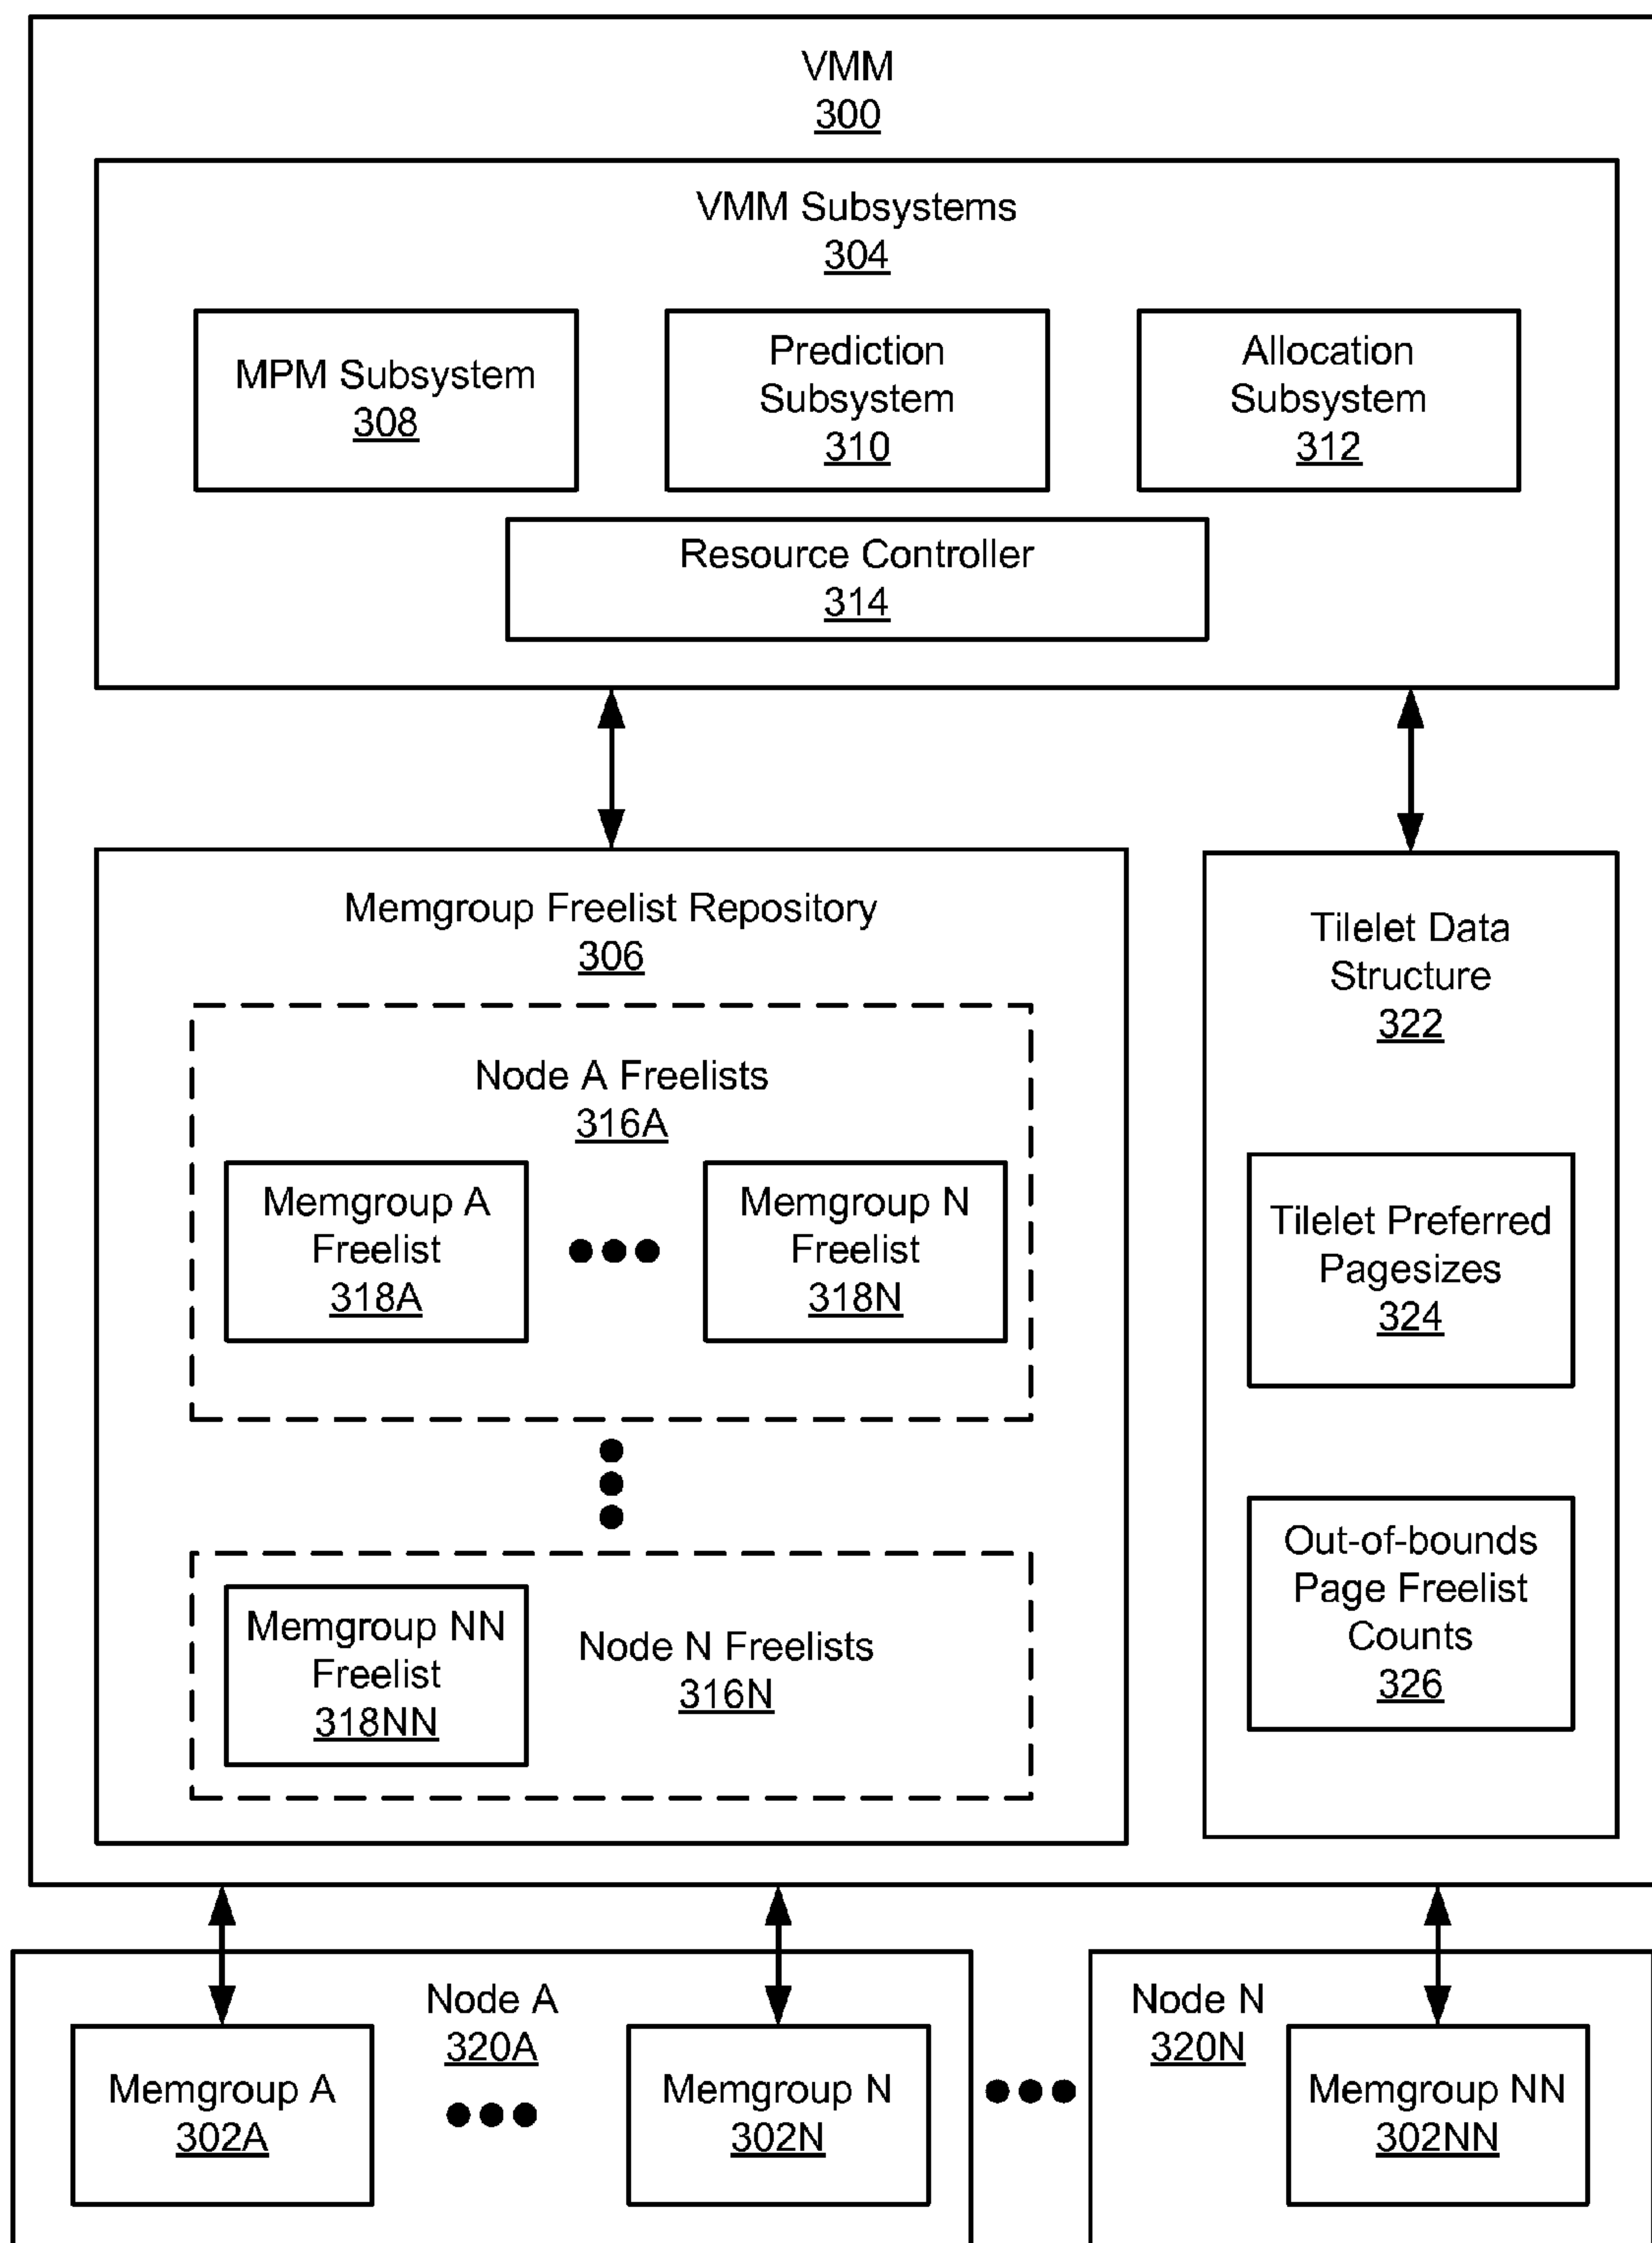 VMM
300
VMM Subsystems
304
MPM Subsystem
308
Prediction
Subsystem
310
Allocation
Subsystem
312
Resource Controller
314
Memgroup Freelist Repository
306
Node A Freelists
316A
Memgroup A
Freelist
318A
Memgroup N
Freelist
318N
Memgroup NN
Freelist
318NN
Node N Freelists
316N
Tilelet Data
Structure
322
Tilelet Preferred
Pagesizes
324
Out-of-bounds
Page Freelist
Counts
326
Node A
320A
Memgroup A
302A
Memgroup N
302N
Node N
320N
Memgroup NN
302NN